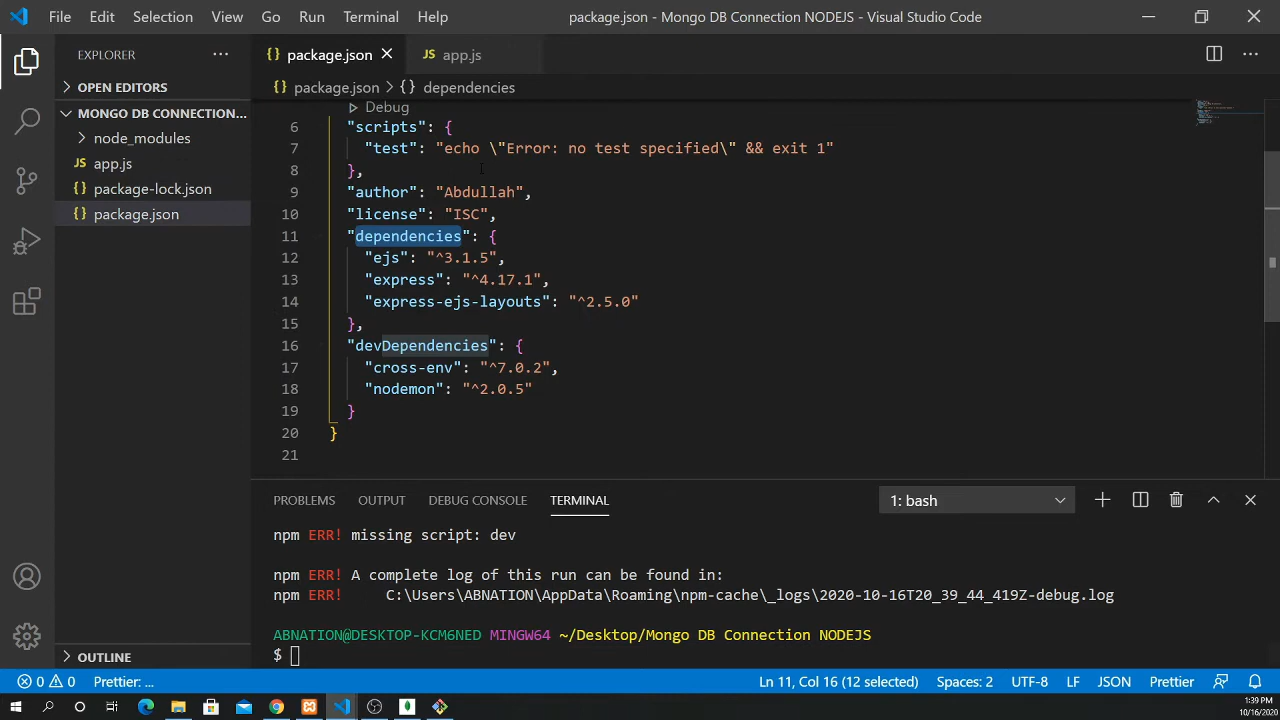 File Edit Selection View Go Run Terminal Help package.json - Mongo DB Connection NODEJS - Visual Studio Code
EXPLORER
OPEN EDITORS
MONGO DB CONNECTION...
node_modules
app.js
package-lock.json
package.json
OUTLINE
package.json app.js
package.json > {} dependencies
Debug
6 "scripts": {
7 "test": "echo \"Error: no test specified\" && exit 1"
8 },
9 "author": "Abdullah",
10 "license": "ISC",
11 "dependencies": {
12 "ejs": "^3.1.5",
13 "express": "^4.17.1",
14 "express-ejs-layouts": "^2.5.0"
15 },
16 "devDependencies": {
17 "cross-env": "^7.0.2",
18 "nodemon": "^2.0.5"
19 }
20 }
21
PROBLEMS OUTPUT DEBUG CONSOLE TERMINAL 1: bash
npm ERR! missing script: dev
npm ERR! A complete log of this run can be found in:
npm ERR! C:\Users\ABNATION\AppData\Roaming\npm-cache\_logs\2020-10-16T20_39_44_419Z-debug.log
ABNATION@DESKTOP-KCM6NED MINGW64 ~/Desktop/Mongo DB Connection NODEJS
$
0 0 Prettier: ... Ln 11, Col 16 (12 selected) Spaces: 2 UTF-8 LF JSON Prettier
1:39 PM
10/16/2020